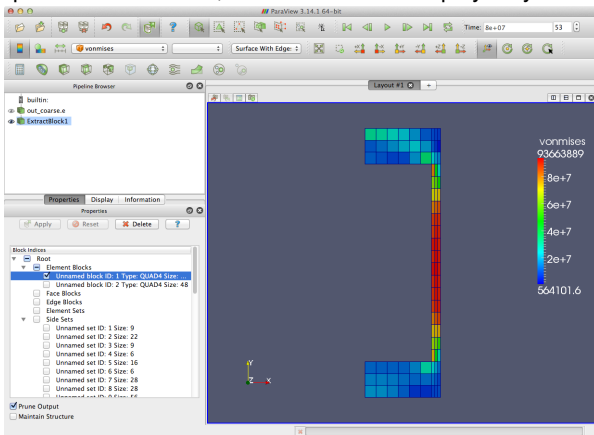 ParaView 3.14.1 64-bit
Time: 8e+07 53
vonmises Surface With Edge:
Pipeline Browser
Layout #1 +
builtin:
out_coarse.e
ExtractBlock1
Properties Display Information
Properties
Apply Reset Delete ?
Block Indices
Root
Element Blocks
Unnamed block ID: 1 Type: QUAD4 Size: ...
Unnamed block ID: 2 Type: QUAD4 Size: 48
Face Blocks
Edge Blocks
Element Sets
Side Sets
Unnamed set ID: 1 Size: 9
Unnamed set ID: 2 Size: 22
Unnamed set ID: 3 Size: 9
Unnamed set ID: 4 Size: 6
Unnamed set ID: 5 Size: 16
Unnamed set ID: 6 Size: 6
Unnamed set ID: 7 Size: 28
Unnamed set ID: 8 Size: 28
Prune Output
Maintain Structure
vonmises
93663889
8e+7
6e+7
4e+7
2e+7
564101.6
Y
Z X